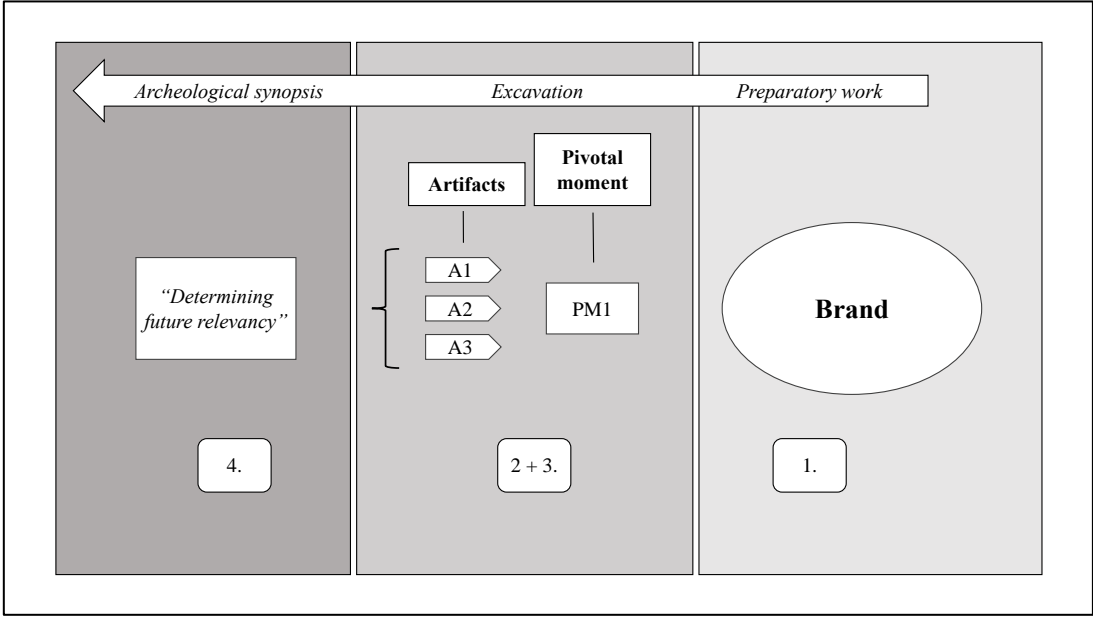 Archeological synopsis
Excavation
Preparatory work
Artifacts
Pivotal
moment
A1
A2
A3
PM1
“Determining
future relevancy”
Brand
4.
2 + 3.
1.